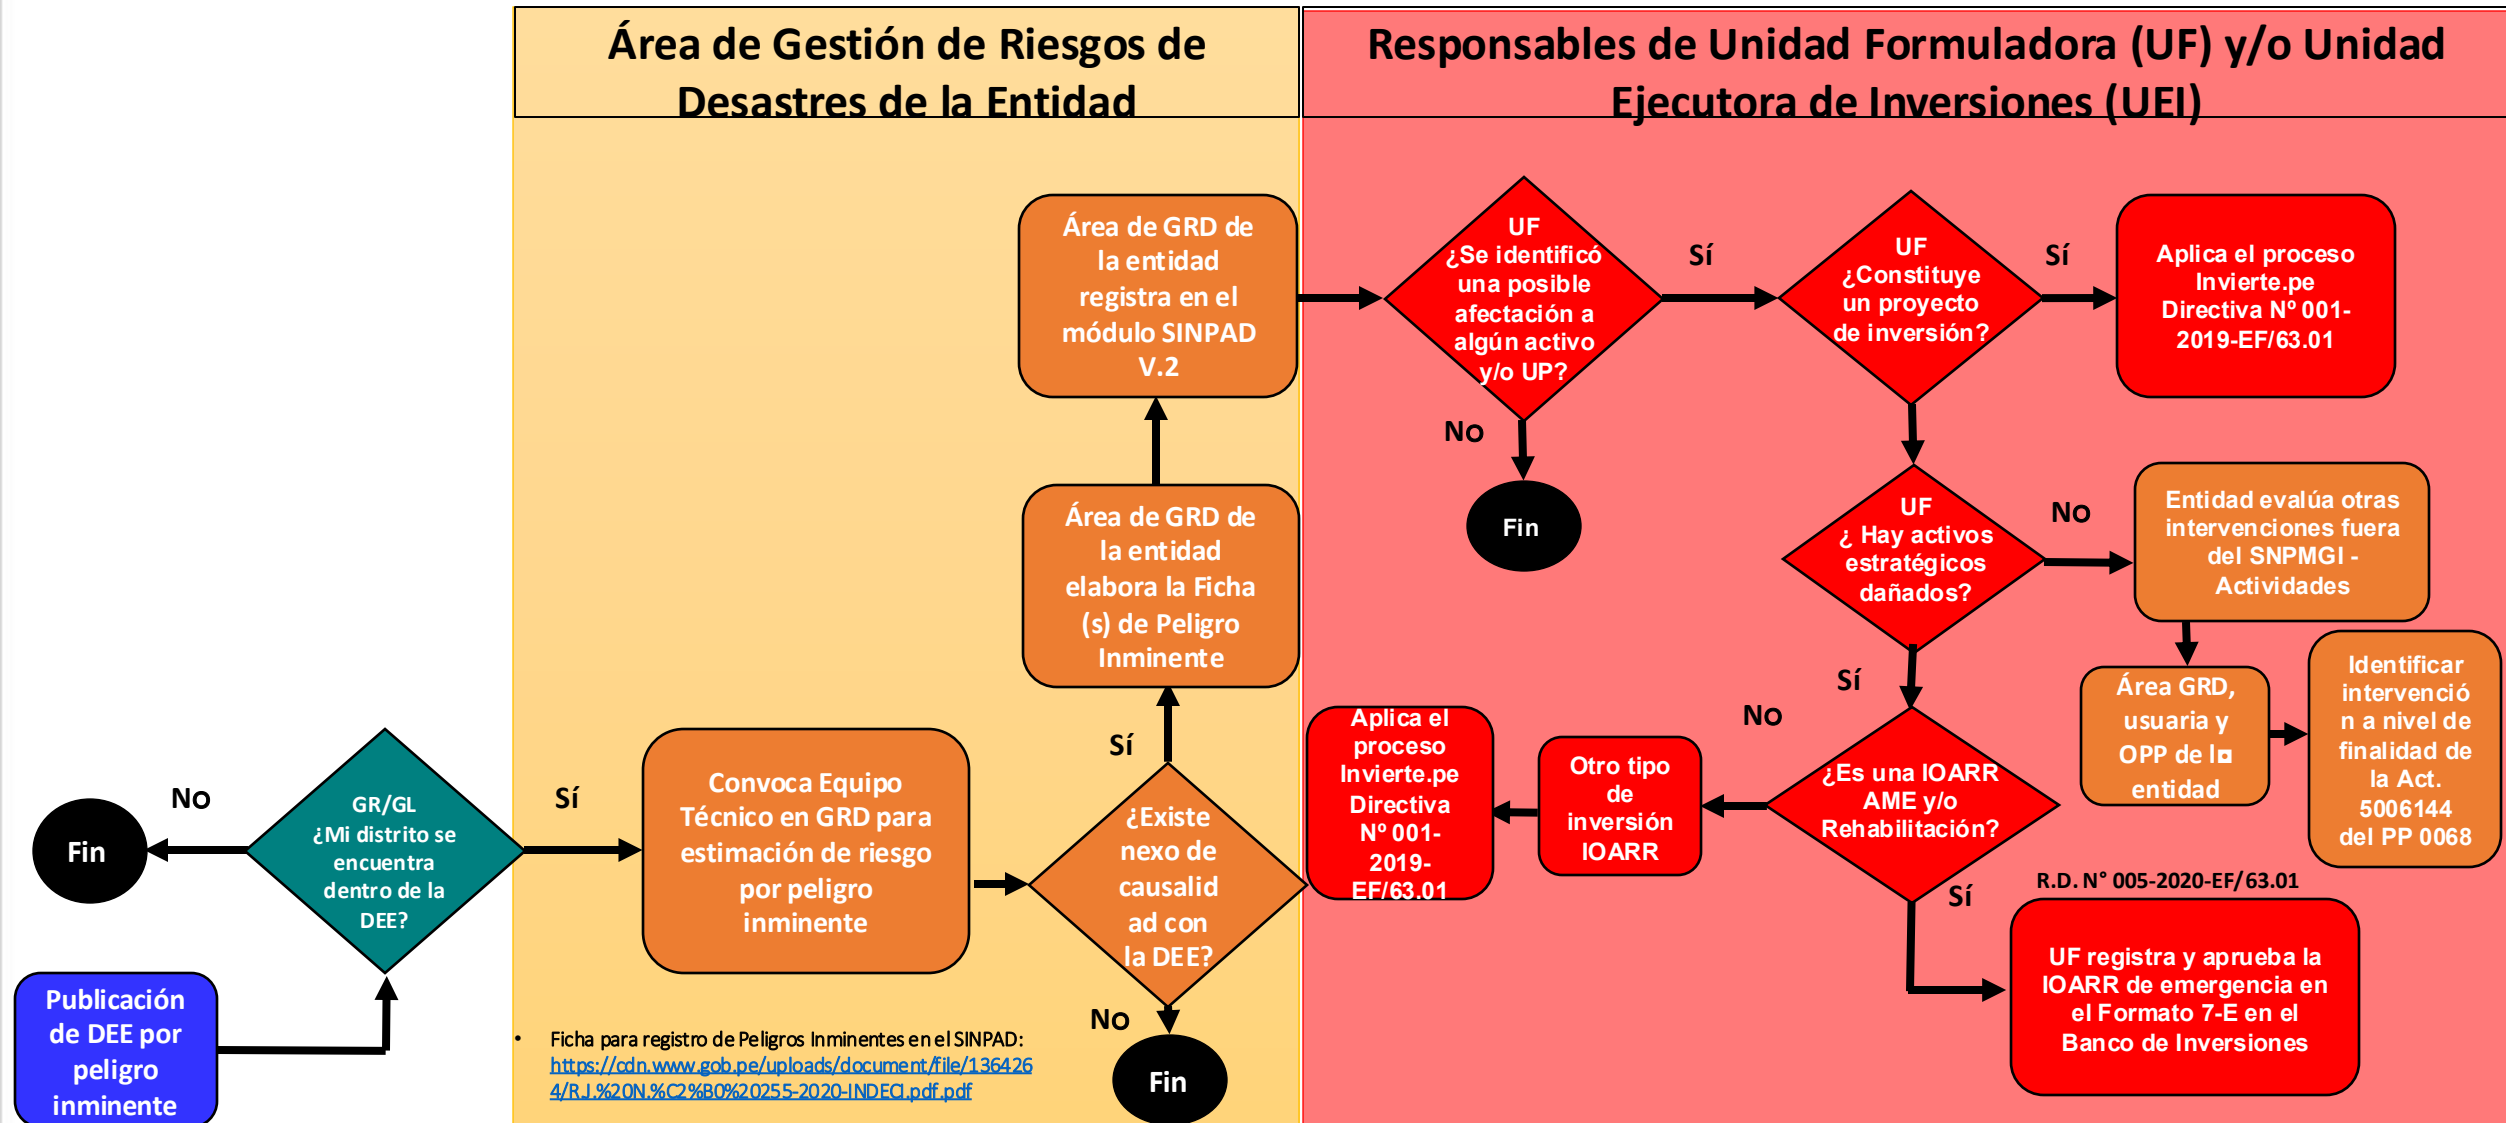 Área de Gestión de Riesgos de
Desastres de la Entidad
Responsables de Unidad Formuladora (UF) y/o Unidad
Ejecutora de Inversiones (UEI)
Publicación
de DEE por
peligro
inminente
GR/GL
¿Mi distrito se
encuentra
dentro de la
DEE?
No
Fin
Sí
Convoca Equipo
Técnico en GRD para
estimación de riesgo
por peligro
inminente
¿Existe
nexo de
causalid
ad con
la DEE?
No
Fin
Sí
Área de GRD de
la entidad
elabora la Ficha
(s) de Peligro
Inminente
Área de GRD de
la entidad
registra en el
módulo SINPAD
V.2
• Ficha para registro de Peligros Inminentes en el SINPAD:
https://cdn.www.gob.pe/uploads/document/file/136426
4/R.J.%20N.%C2%B0%20255-2020-INDECI.pdf.pdf
UF
¿Se identificó
una posible
afectación a
algún activo
y/o UP?
No
Fin
Sí
UF
¿Constituye
un proyecto
de inversión?
Sí
Aplica el proceso
Invierte.pe
Directiva Nº 001-
2019-EF/63.01
UF
¿ Hay activos
estratégicos
dañados?
No
Entidad evalúa otras
intervenciones fuera
del SNPMGI -
Actividades
Área GRD,
usuaria y
OPP de l
entidad
Identificar
intervenció
n a nivel de
finalidad de
la Act.
5006144
del PP 0068
Sí
¿Es una IOARR
AME y/o
Rehabilitación?
No
Otro tipo
de
inversión
IOARR
Aplica el
proceso
Invierte.pe
Directiva
Nº 001-
2019-
EF/63.01
Sí
R.D. N° 005-2020-EF/63.01
UF registra y aprueba la
IOARR de emergencia en
el Formato 7-E en el
Banco de Inversiones